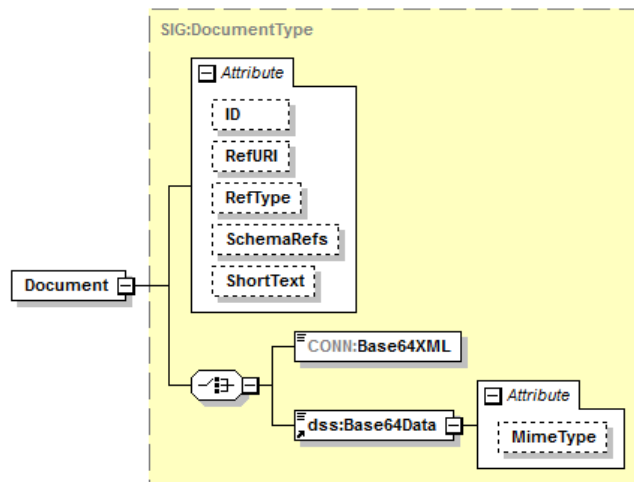 SIG:DocumentType
Attribute
ID
RefURI
RefType
SchemaRefs
ShortText
Document
CONN:Base64XML
dss:Base64Data
Attribute
MimeType